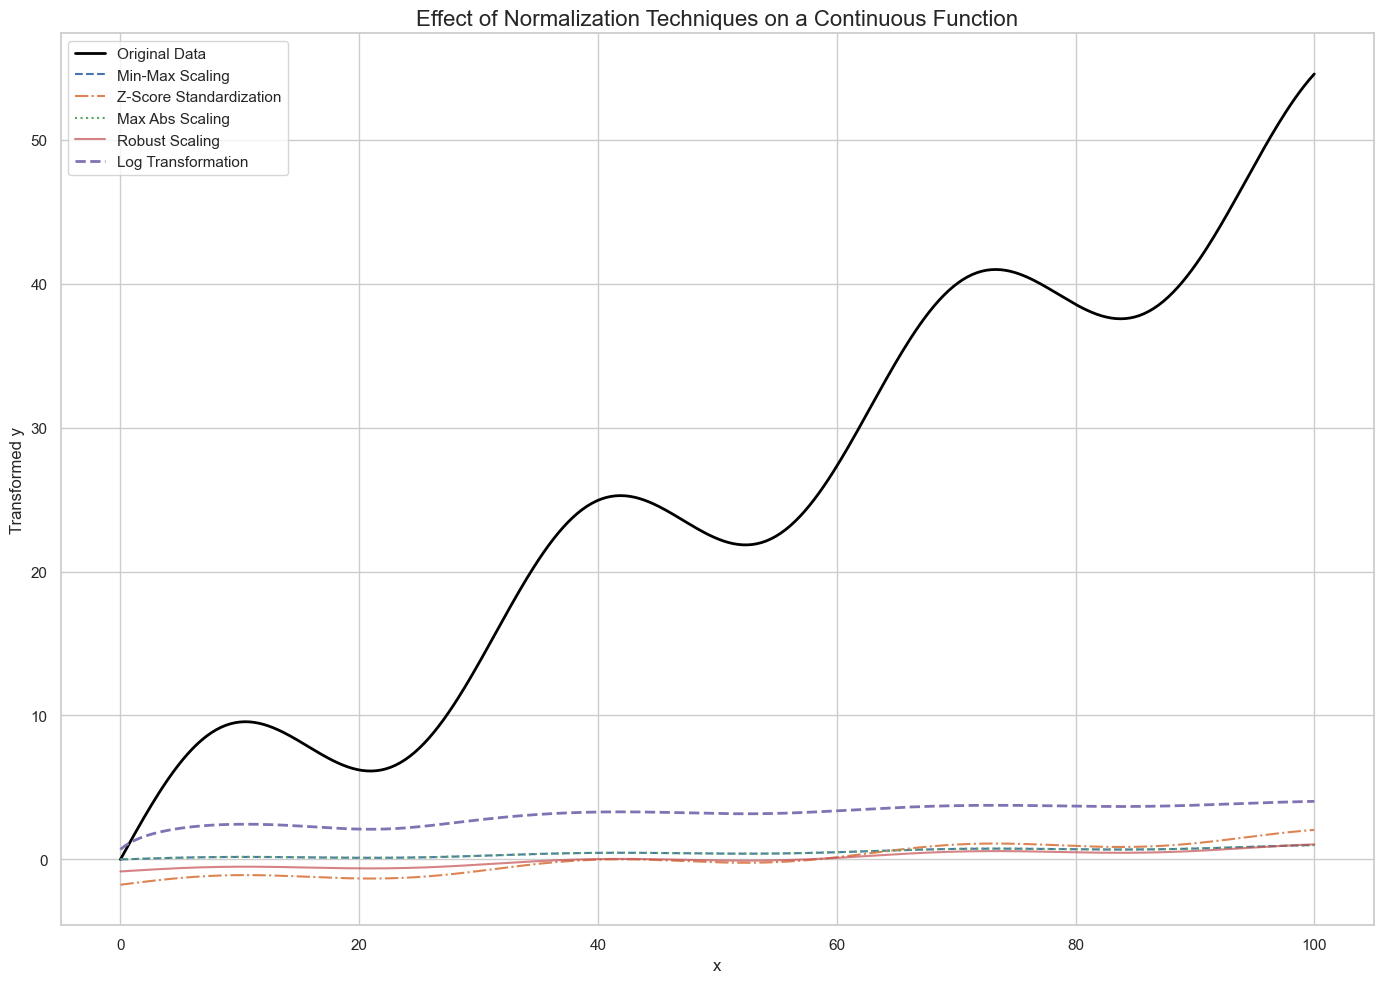 Effect of Normalization Techniques on a Continuous Function
Original Data
Min-Max Scaling
Z-Score Standardization
Max Abs Scaling
Robust Scaling
Log Transformation
50
40
30
20
10
0
Transformed y
0
20
40
60
80
100
x